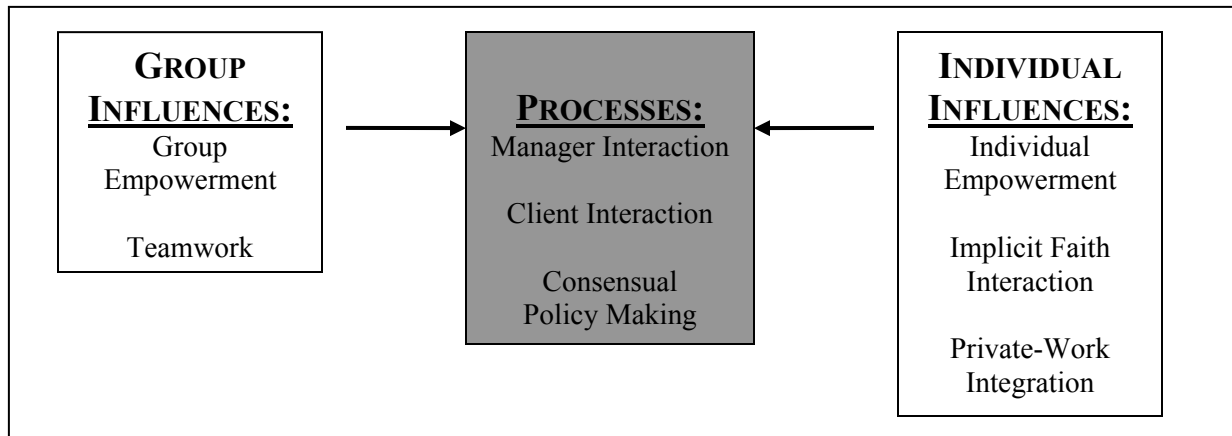 GROUP
INFLUENCES:
Group
Empowerment
Teamwork
PROCESSES:
Manager Interaction
Client Interaction
Consensual
Policy Making
INDIVIDUAL
INFLUENCES:
Individual
Empowerment
Implicit Faith
Interaction
Private-Work
Integration